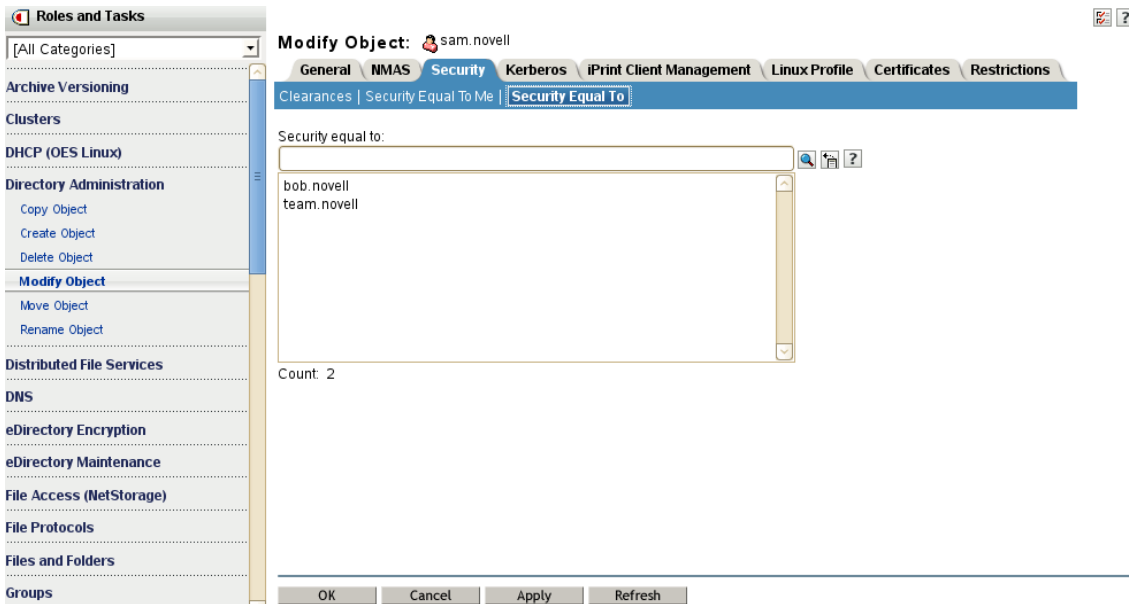 Roles and Tasks
[All Categories]
Archive Versioning
Clusters
DHCP (OES Linux)
Directory Administration
Copy Object
Create Object
Delete Object
Modify Object
Move Object
Rename Object
Distributed File Services
DNS
eDirectory Encryption
eDirectory Maintenance
File Access (NetStorage)
File Protocols
Files and Folders
Groups
?
Modify Object: sam.novell
General NMAS Security Kerberos iPrint Client Management Linux Profile Certificates Restrictions
Clearances | Security Equal To Me | Security Equal To
Security equal to:
?
bob.novell
team.novell
Count: 2
OK Cancel Apply Refresh